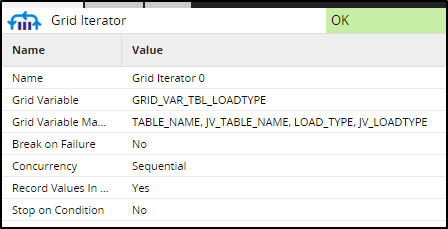 Grid Iterator OK
Name Value
Name Grid Iterator 0
Grid Variable GRID_VAR_TBL_LOADTYPE
Grid Variable Ma... TABLE_NAME, JV_TABLE_NAME, LOAD_TYPE, JV_LOADTYPE
Break on Failure No
Concurrency Sequential
Record Values In ... Yes
Stop on Condition No